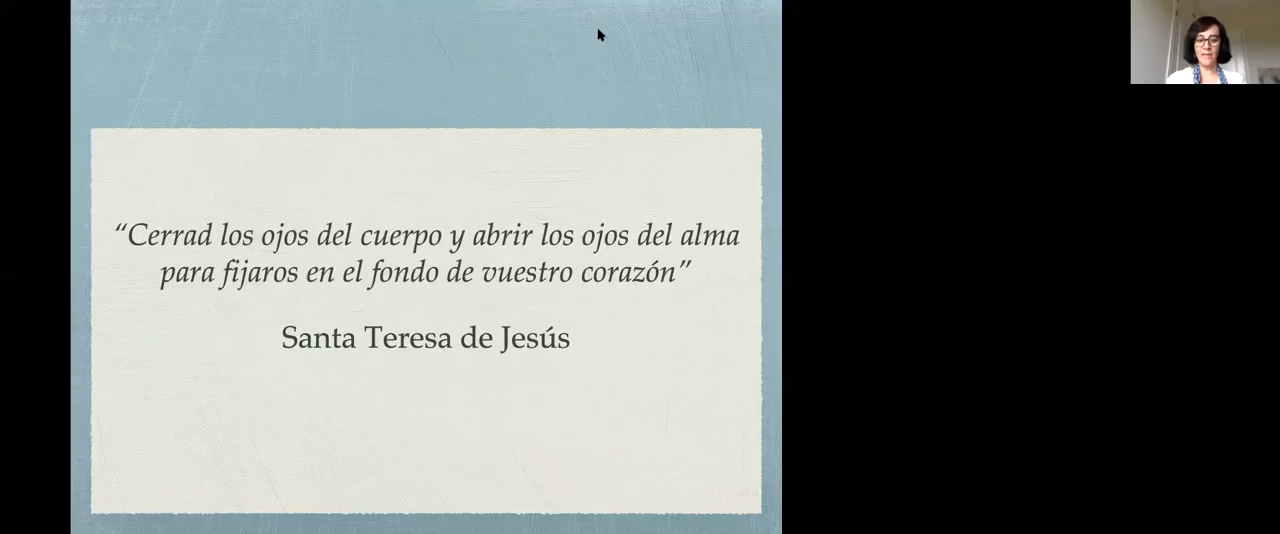 “Cerrad los ojos del cuerpo y abrir los ojos del alma
para fijaros en el fondo de vuestro corazón”
Santa Teresa de Jesús